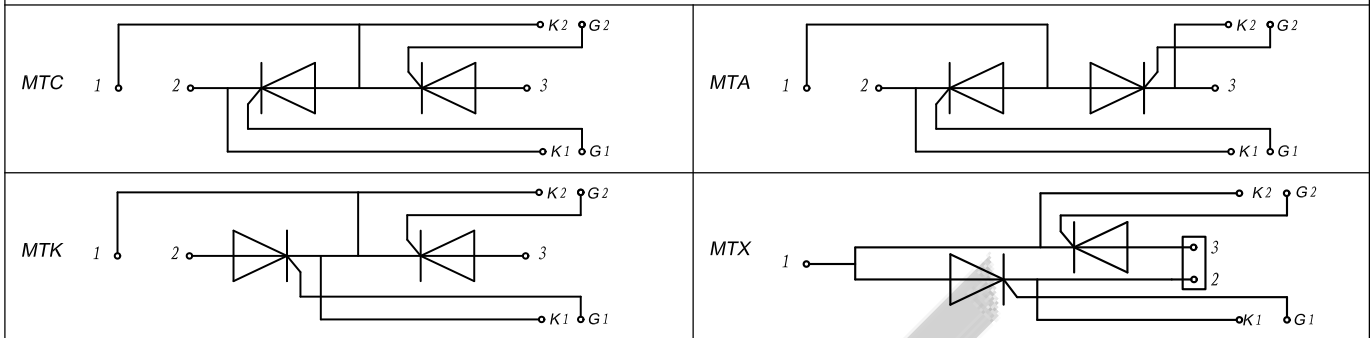 K2 G2
MTC 1 2 3
K1 G1
K2 G2
MTA 1 2 3
K1 G1
K2 G2
MTK 1 2 3
K1 G1
K2 G2
MTX 1 3
2
K1 G1